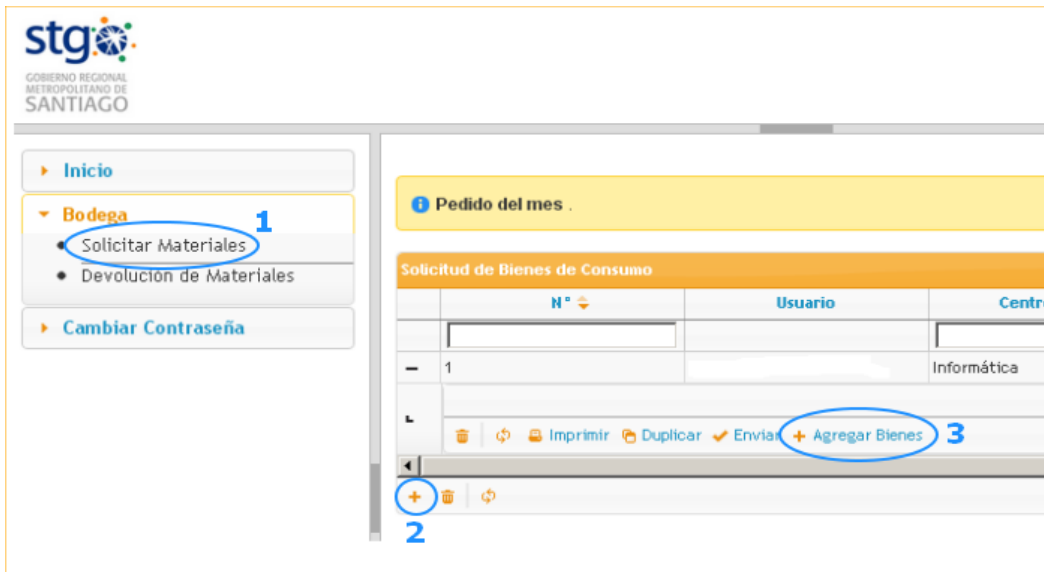 stgo
GOBIERNO REGIONAL
METROPOLITANO DE
SANTIAGO
Inicio
Bodega
1
Solicitar Materiales
Devolución de Materiales
Cambiar Contraseña
Pedido del mes .
Solicitud de Bienes de Consumo
N° Usuario Centr
1 Informática
Imprimir Duplicar Enviar Agregar Bienes 3
2